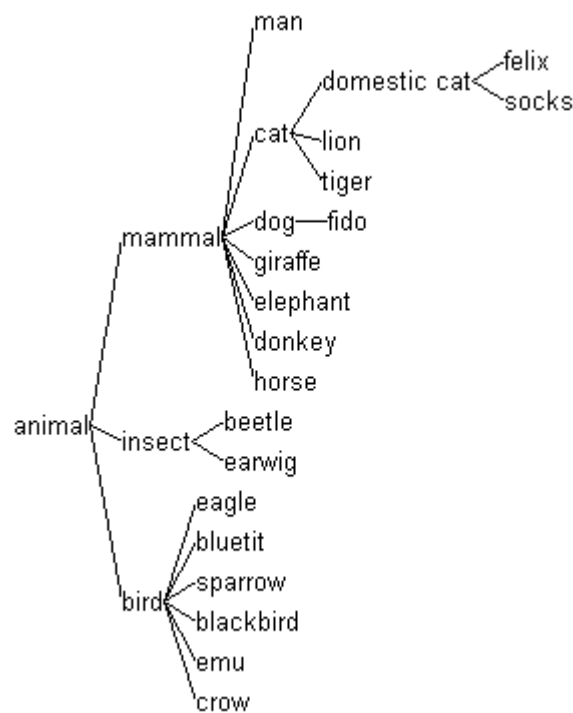 man
felix
domestic cat
socks
cat
lion
tiger
dog
fido
mammal
giraffe
elephant
donkey
horse
beetle
animal
insect
earwig
eagle
bluetit
sparrow
bird
blackbird
emu
crow